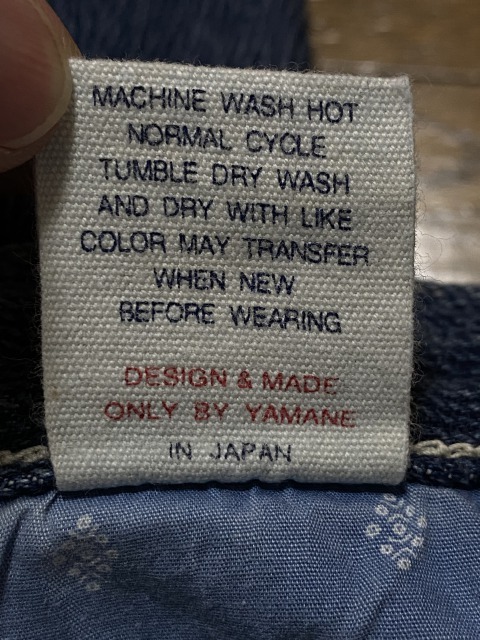 MACHINE WASH HOT
NORMAL CYCLE
TUMBLE DRY WASH
AND DRY WITH LIKE
COLOR MAY TRANSFER
WHEN NEW
BEFORE WEARING
DESIGN & MADE
ONLY BY YAMANE
IN JAPAN